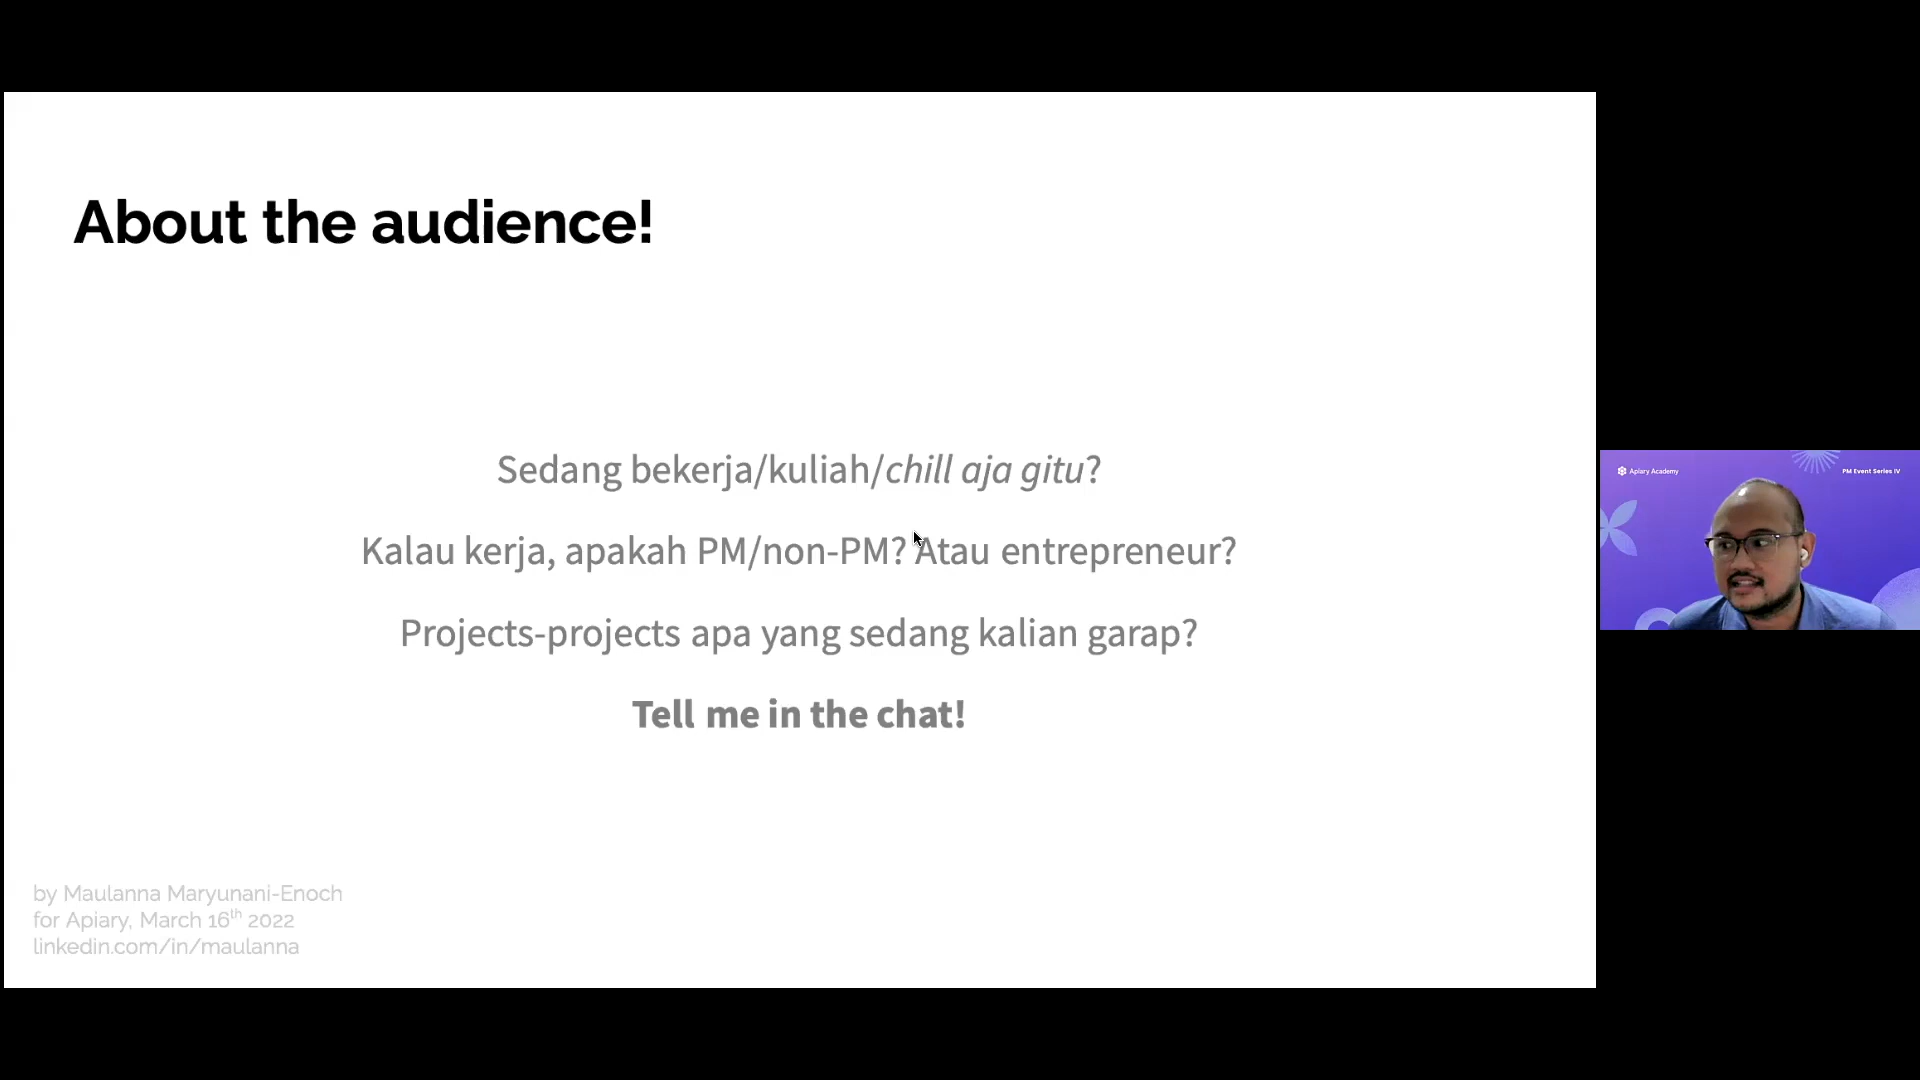 About the audience!
Sedang bekerja/kuliah/chill aja gitu?
Kalau kerja, apakah PM/non-PM? Atau entrepreneur?
Projects-projects apa yang sedang kalian garap?
Tell me in the chat!
by Maulanna Maryunani-Enoch
for Apiary, March 16th 2022
linkedin.com/in/maulanna
Apiary Academy
PM Event Series IV